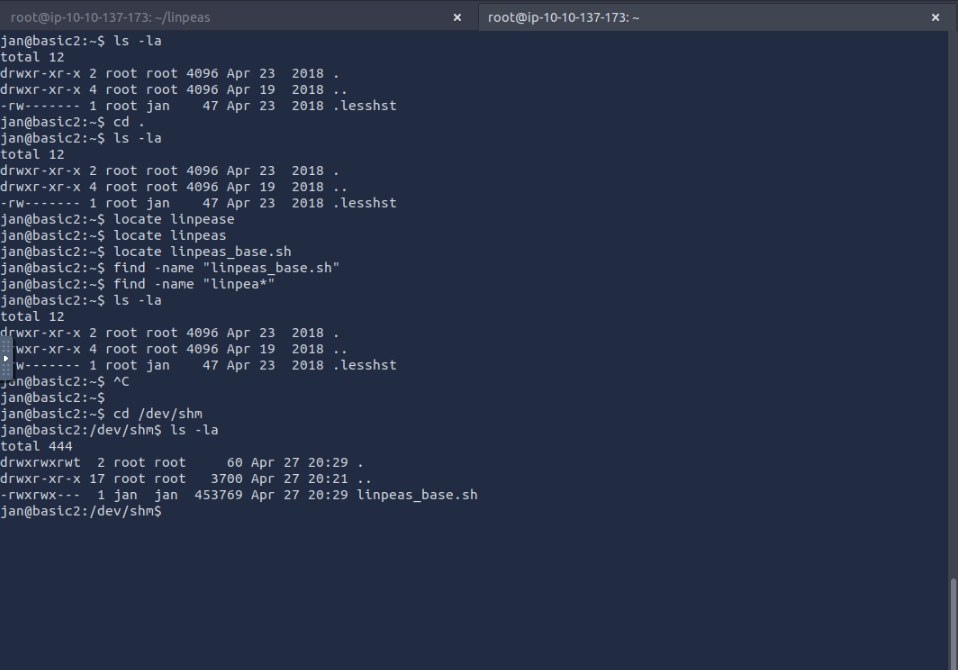 root@ip-10-10-137-173: ~/linpeas × root@ip-10-10-137-173: ~ ×
jan@basic2:~$ ls -la
total 12
drwxr-xr-x 2 root root 4096 Apr 23  2018 .
drwxr-xr-x 4 root root 4096 Apr 19  2018 ..
-rw------- 1 root jan    47 Apr 23  2018 .lesshst
jan@basic2:~$ cd .
jan@basic2:~$ ls -la
total 12
drwxr-xr-x 2 root root 4096 Apr 23  2018 .
drwxr-xr-x 4 root root 4096 Apr 19  2018 ..
-rw------- 1 root jan    47 Apr 23  2018 .lesshst
jan@basic2:~$ locate linpease
jan@basic2:~$ locate linpeas
jan@basic2:~$ locate linpeas_base.sh
jan@basic2:~$ find -name "linpeas_base.sh"
jan@basic2:~$ find -name "linpea*"
jan@basic2:~$ ls -la
total 12
drwxr-xr-x 2 root root 4096 Apr 23  2018 .
wxr-xr-x 4 root root 4096 Apr 19  2018 ..
w------- 1 root jan    47 Apr 23  2018 .lesshst
jan@basic2:~$ ^C
jan@basic2:~$
jan@basic2:~$ cd /dev/shm
jan@basic2:/dev/shm$ ls -la
total 444
drwxrwxrwt  2 root root     60 Apr 27 20:29 .
drwxr-xr-x 17 root root   3700 Apr 27 20:21 ..
-rwxrwx---  1 jan  jan  453769 Apr 27 20:29 linpeas_base.sh
jan@basic2:/dev/shm$